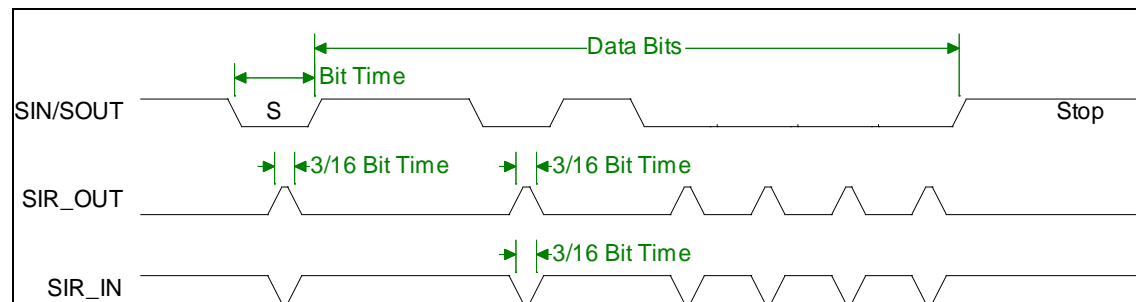 Data Bits
Bit Time
SIN/SOUT
S
Stop
3/16 Bit Time
3/16 Bit Time
SIR_OUT
3/16 Bit Time
SIR_IN